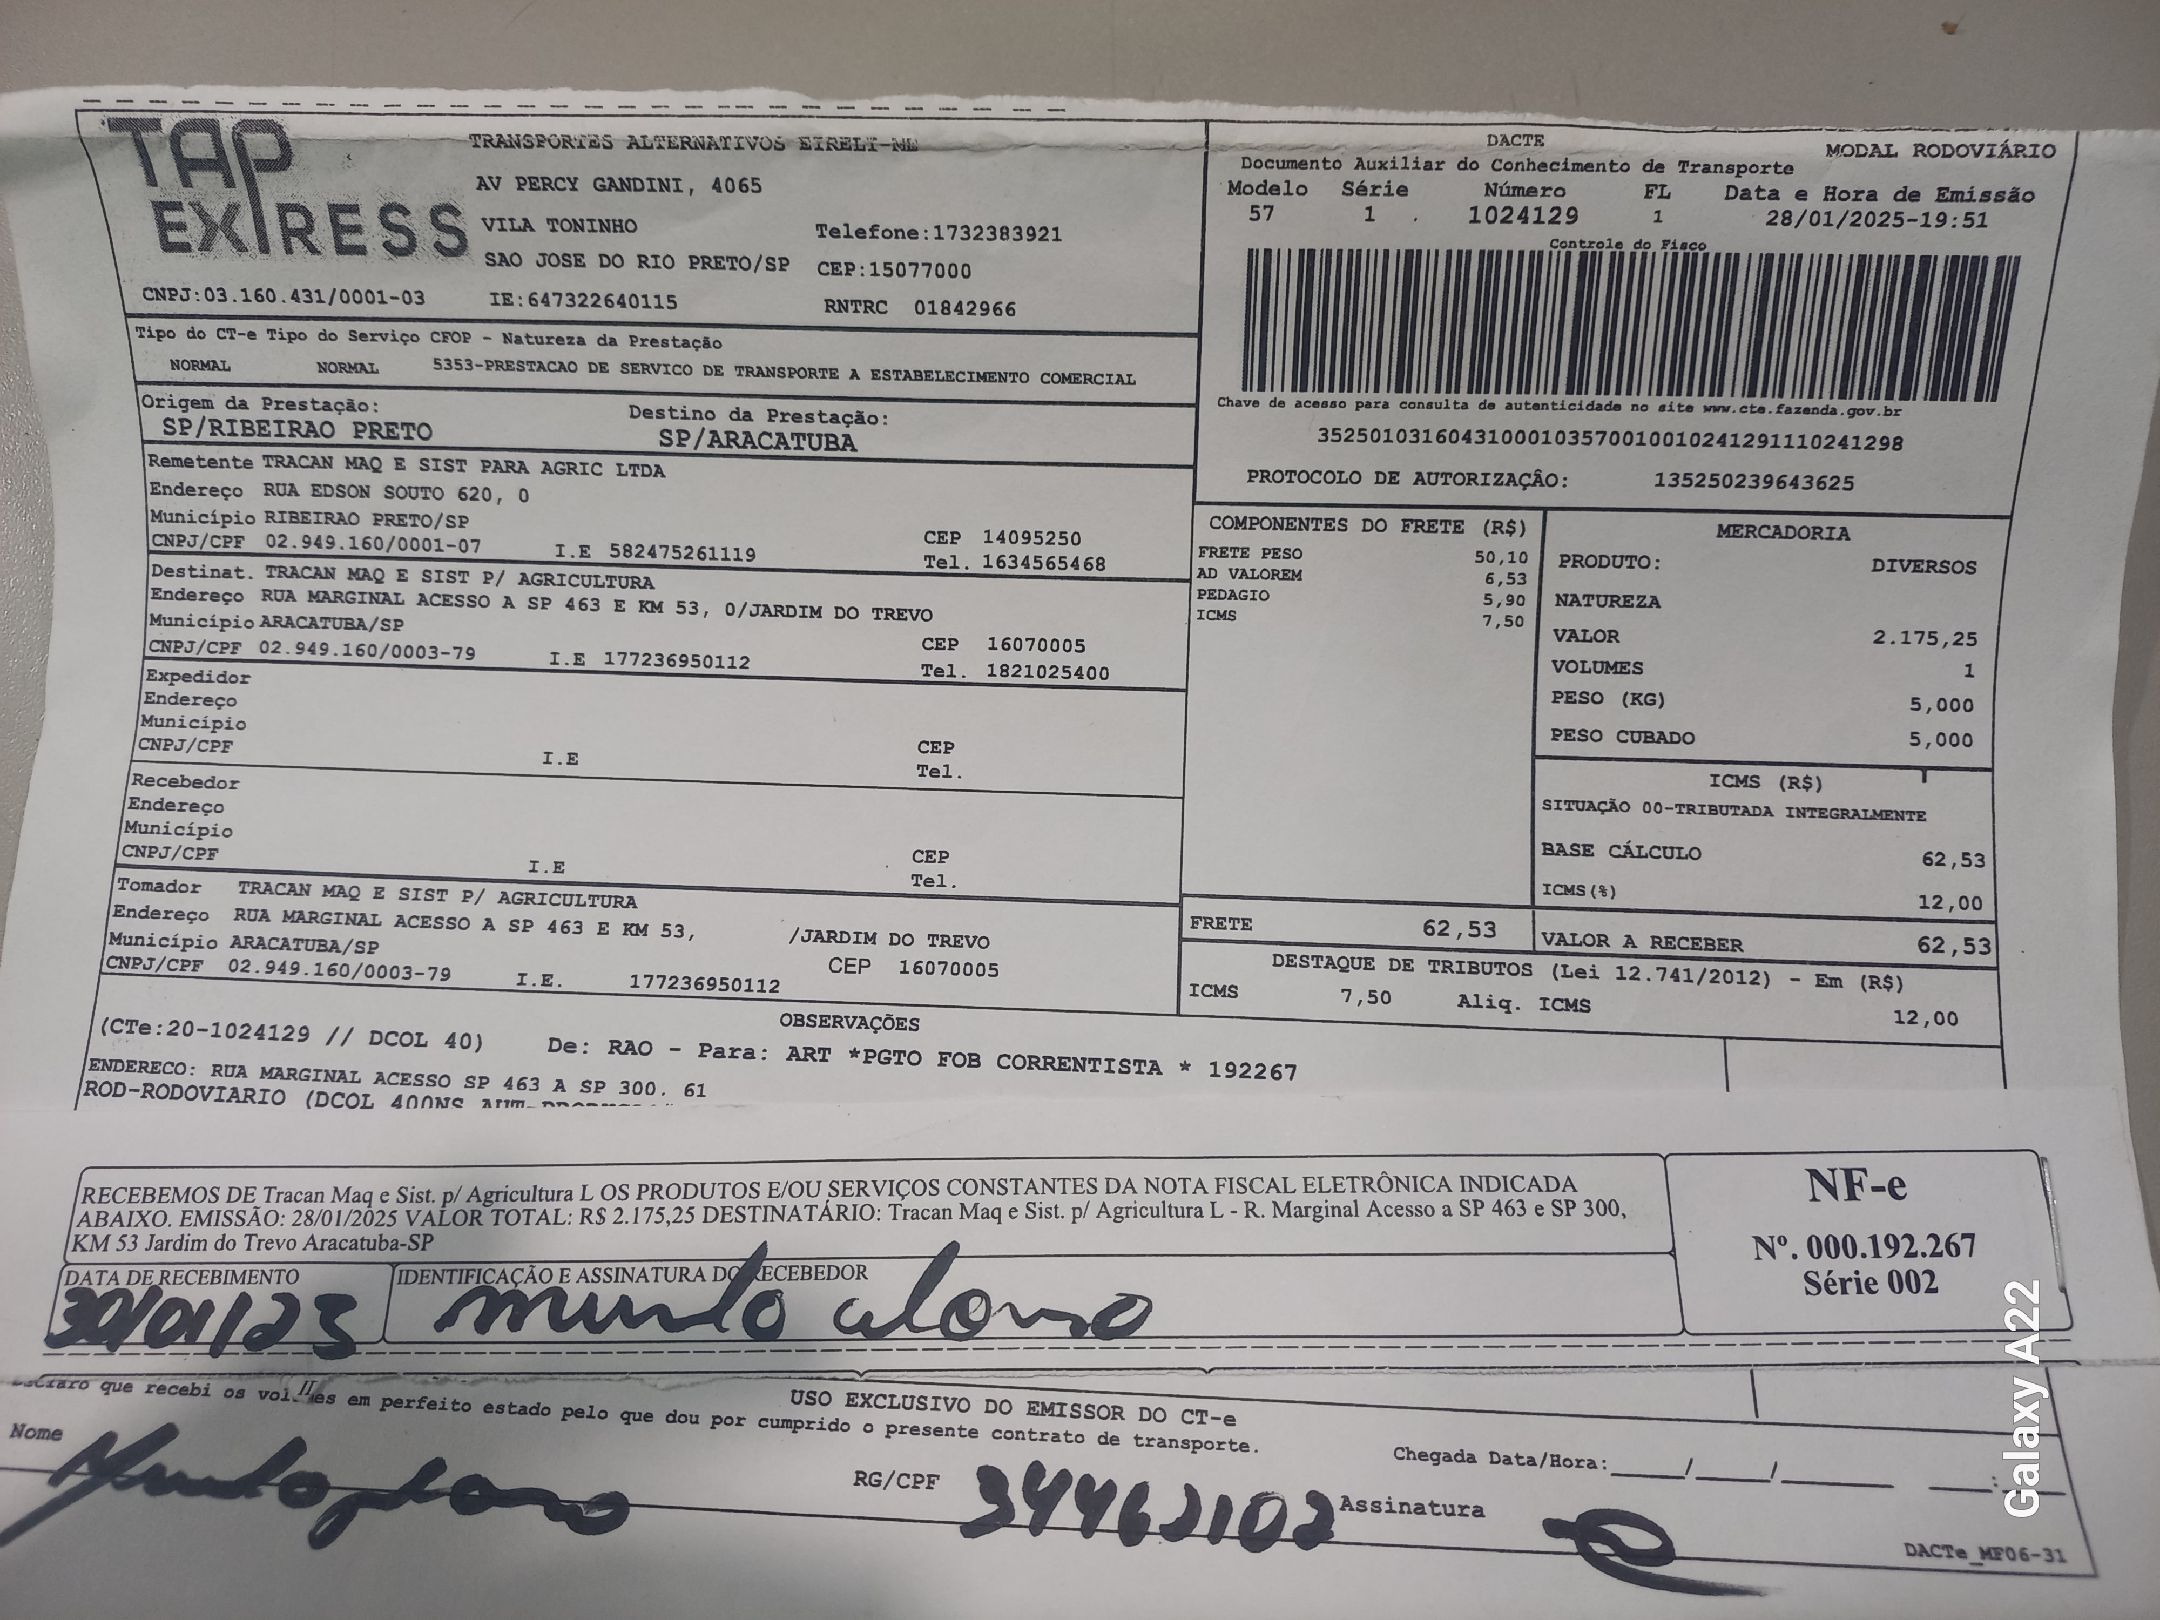 TAP EXPRESS
TRANSPORTES ALTERNATIVOS EIRELI-ME
AV PERCY GANDINI, 4065
VILA TONINHO Telefone:1732383921
SAO JOSE DO RIO PRETO/SP CEP:15077000
CNPJ:03.160.431/0001-03 IE:647322640115 RNTRC 01842966
DACTE MODAL RODOVIÁRIO
Documento Auxiliar do Conhecimento de Transporte
Modelo Série Número FL Data e Hora de Emissão
57 1 . 1024129 1 28/01/2025-19:51
Controle do Fisco
Chave de acesso para consulta de autenticidade no site www.cte.fazenda.gov.br
35250103160431000103570010010241291110241298
PROTOCOLO DE AUTORIZAÇÂO: 135250239643625
Tipo do CT-e Tipo do Serviço CFOP - Natureza da Prestação
NORMAL NORMAL 5353-PRESTACAO DE SERVICO DE TRANSPORTE A ESTABELECIMENTO COMERCIAL
Origem da Prestação: Destino da Prestação:
SP/RIBEIRAO PRETO SP/ARACATUBA
Remetente TRACAN MAQ E SIST PARA AGRIC LTDA
Endereço RUA EDSON SOUTO 620, 0
Município RIBEIRAO PRETO/SP CEP 14095250
CNPJ/CPF 02.949.160/0001-07 I.E 582475261119 Tel. 1634565468
Destinat. TRACAN MAQ E SIST P/ AGRICULTURA
Endereço RUA MARGINAL ACESSO A SP 463 E KM 53, 0/JARDIM DO TREVO
Município ARACATUBA/SP CEP 16070005
CNPJ/CPF 02.949.160/0003-79 I.E 177236950112 Tel. 1821025400
Expedidor
Endereço
Município CEP
CNPJ/CPF I.E Tel.
Recebedor
Endereço
Município CEP
CNPJ/CPF I.E Tel.
Tomador TRACAN MAQ E SIST P/ AGRICULTURA
Endereço RUA MARGINAL ACESSO A SP 463 E KM 53, /JARDIM DO TREVO
Município ARACATUBA/SP CEP 16070005
CNPJ/CPF 02.949.160/0003-79 I.E. 177236950112
COMPONENTES DO FRETE (R$)
FRETE PESO 50,10
AD VALOREM 6,53
PEDAGIO 5,90
ICMS 7,50
MERCADORIA
PRODUTO: DIVERSOS
NATUREZA
VALOR 2.175,25
VOLUMES 1
PESO (KG) 5,000
PESO CUBADO 5,000
ICMS (R$)
SITUAÇÃO 00-TRIBUTADA INTEGRALMENTE
BASE CÁLCULO 62,53
ICMS(%) 12,00
FRETE 62,53 VALOR A RECEBER 62,53
DESTAQUE DE TRIBUTOS (Lei 12.741/2012) - Em (R$)
ICMS 7,50 Aliq. ICMS 12,00
OBSERVAÇÕES
(CTe:20-1024129 // DCOL 40) De: RAO - Para: ART *PGTO FOB CORRENTISTA * 192267
ENDERECO: RUA MARGINAL ACESSO SP 463 A SP 300. 61
ROD-RODOVIARIO (DCOL 400NS
RECEBEMOS DE Tracan Maq e Sist. p/ Agricultura L OS PRODUTOS E/OU SERVIÇOS CONSTANTES DA NOTA FISCAL ELETRÔNICA INDICADA
ABAIXO. EMISSÃO: 28/01/2025 VALOR TOTAL: R$ 2.175,25 DESTINATÁRIO: Tracan Maq e Sist. p/ Agricultura L - R. Marginal Acesso a SP 463 e SP 300,
KM 53 Jardim do Trevo Aracatuba-SP
DATA DE RECEBIMENTO IDENTIFICAÇÃO E ASSINATURA DO RECEBEDOR
30/01/25 murilo alonso
NF-e
Nº. 000.192.267
Série 002
que recebi os volumes em perfeito estado pelo que dou por cumprido o presente contrato de transporte.
USO EXCLUSIVO DO EMISSOR DO CT-e
Nome Murilo alonso RG/CPF 34462102 Assinatura
Chegada Data/Hora:____/____/______ ____:____
DACTe_MF06-31
Galaxy A22